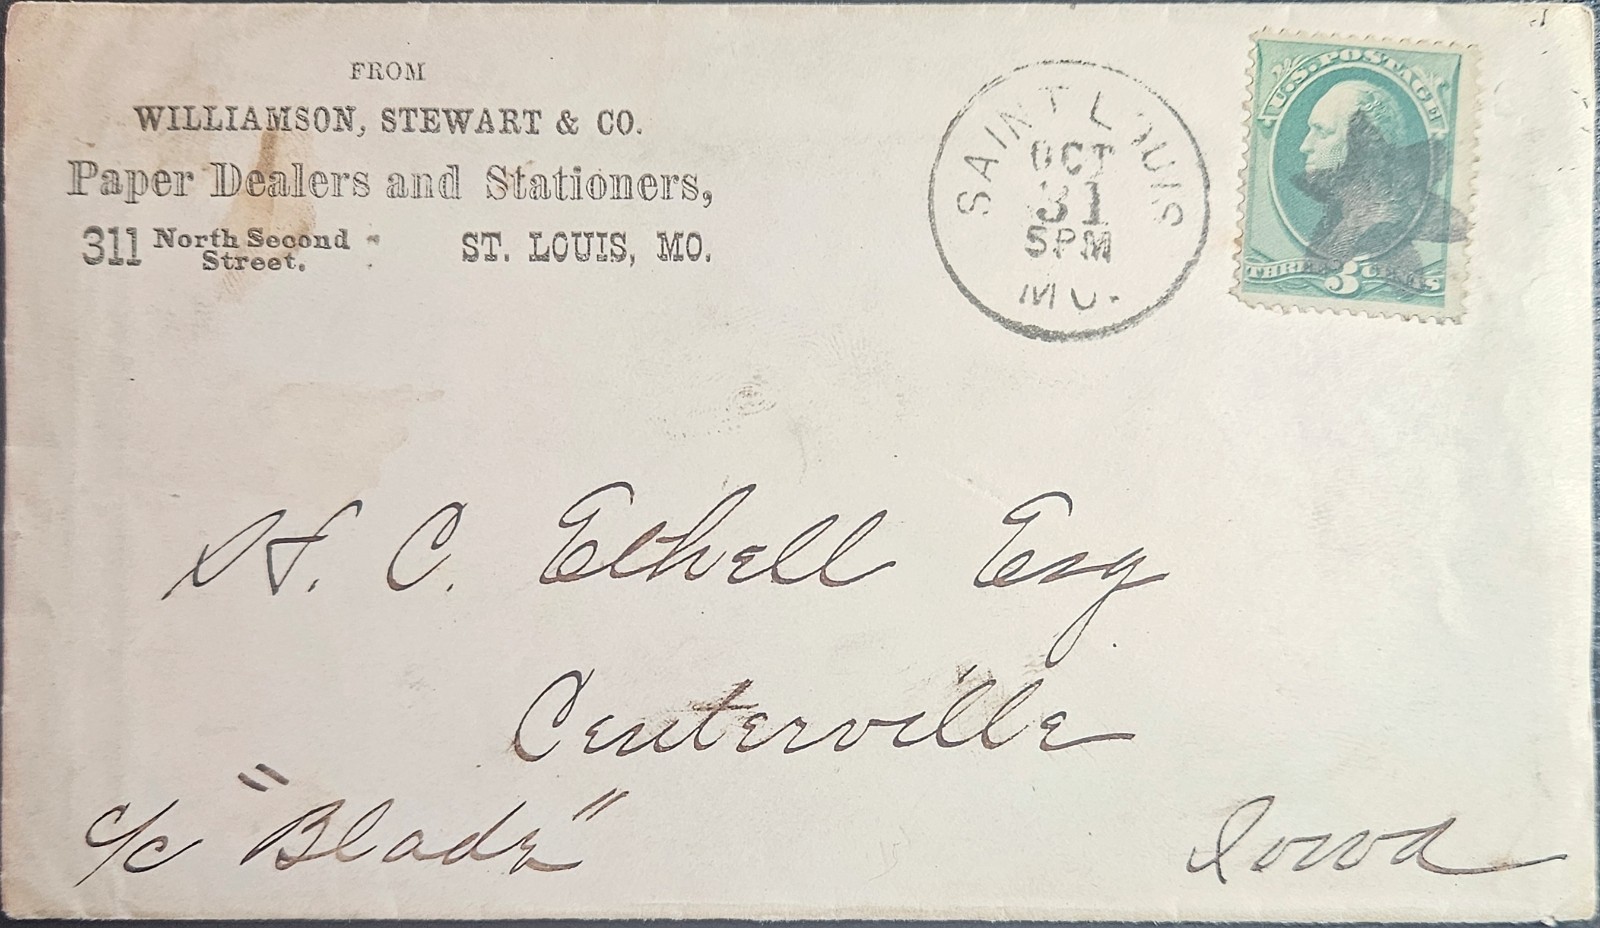 FROM
WILLIAMSON, STEWART & CO.
Paper Dealers and Stationers,
311 North Second Street. ST. LOUIS, MO.
SAINT LOUIS
OCT
31
5PM
MO.
U.S. POSTAGE
THREE 3 CENTS
H. C. Ethell Esq
Centerville
c/c "Blade"
Iowa